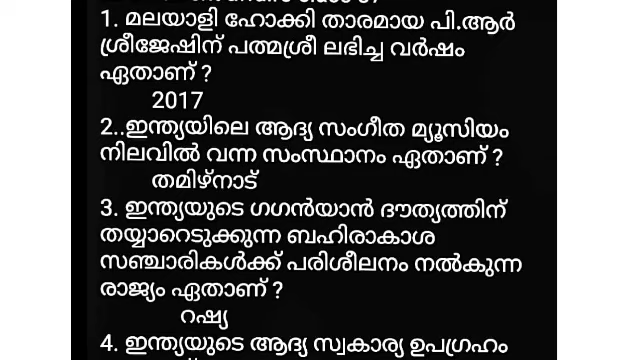 1. മലയാളി ഹോക്കി താരമായ പി.ആർ
ശ്രീജേഷിന് പത്മശ്രീ ലഭിച്ച വർഷം
ഏതാണ് ?
2017
2..ഇന്ത്യയിലെ ആദ്യ സംഗീത മ്യൂസിയം
നിലവിൽ വന്ന സംസ്ഥാനം ഏതാണ് ?
തമിഴ്നാട്
3. ഇന്ത്യയുടെ ഗഗൻയാൻ ദൗത്യത്തിന്
തയ്യാറെടുക്കുന്ന ബഹിരാകാശ
സഞ്ചാരികൾക്ക് പരിശീലനം നൽകുന്ന
രാജ്യം ഏതാണ് ?
റഷ്യ
4. ഇന്ത്യയുടെ ആദ്യ സ്വകാര്യ ഉപഗ്രഹം